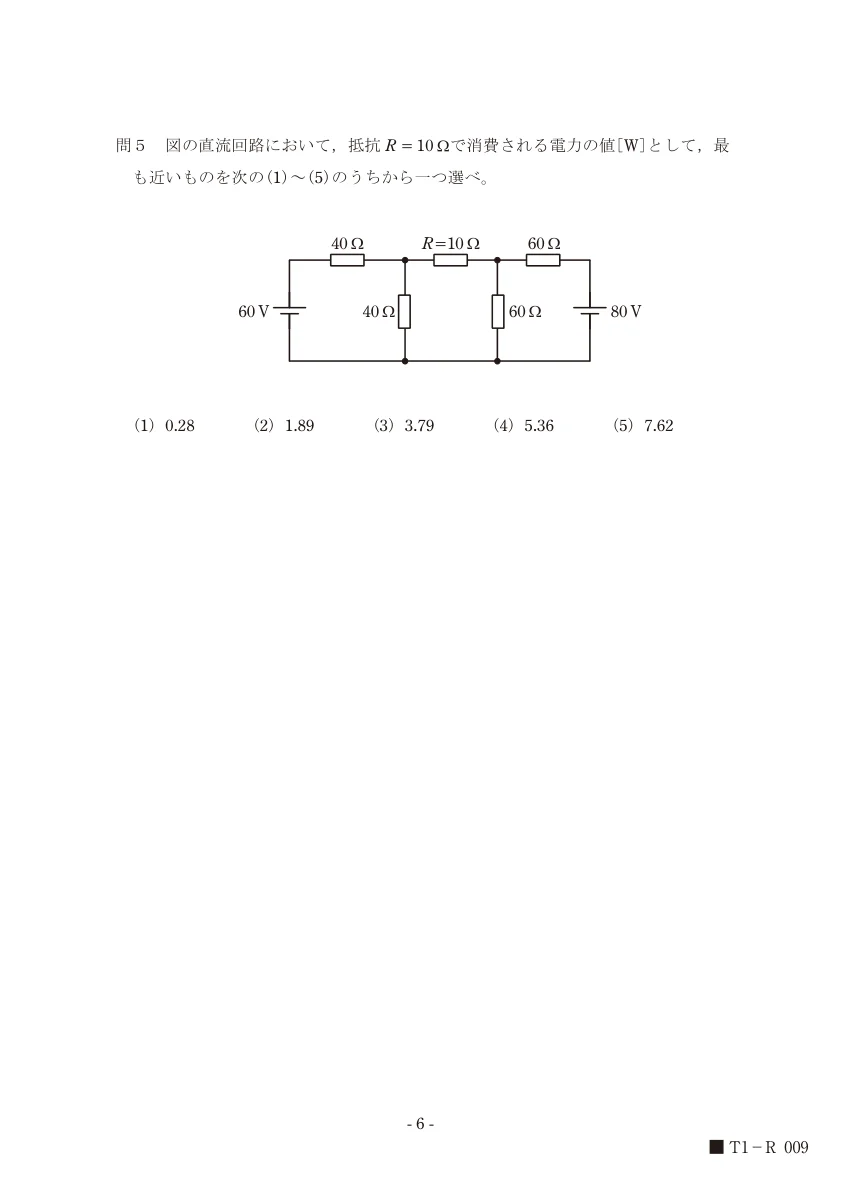 問５　図の直流回路において，抵抗 R = 10 Ωで消費される電力の値[W]として，最
も近いものを次の(1)～(5)のうちから一つ選べ。
40 Ω R=10 Ω 60 Ω
60 V 40 Ω 60 Ω 80 V
(1) 0.28 (2) 1.89 (3) 3.79 (4) 5.36 (5) 7.62
- 6 -
■ T1－R 009